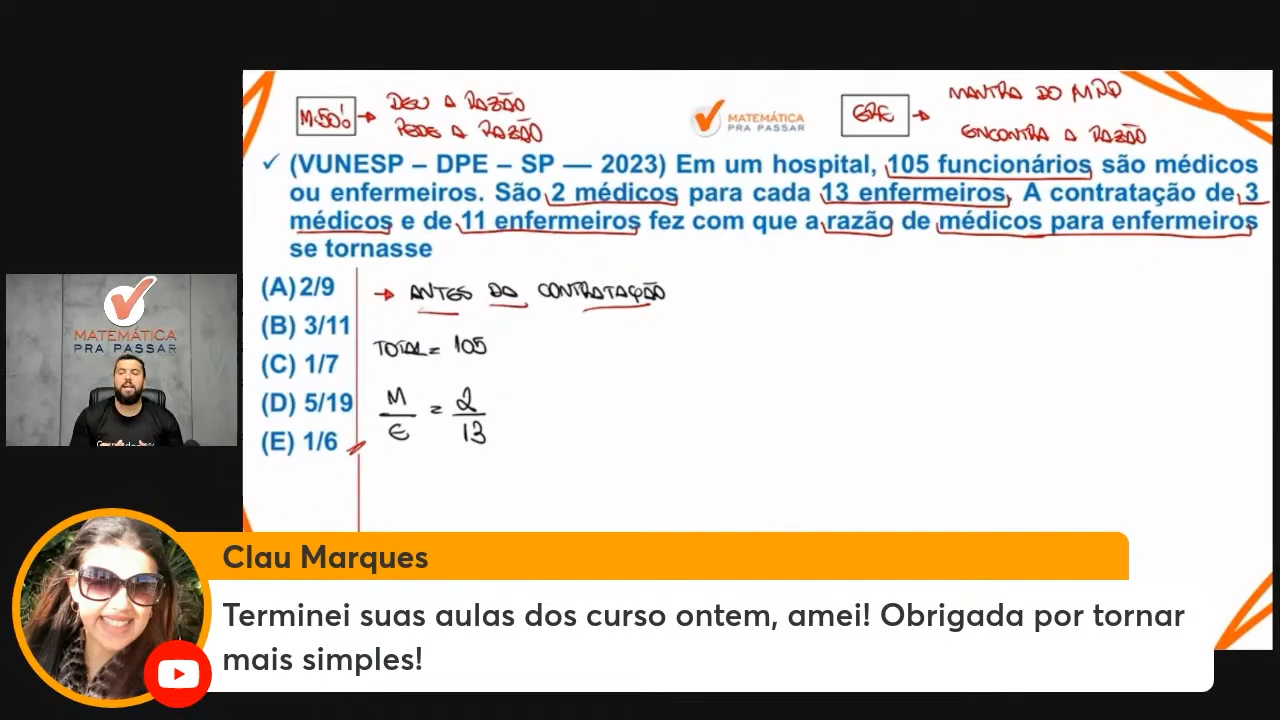 M.50%
DEU A RAZÃO
PEDE A RAZÃO
MATEMÁTICA
PRA PASSAR
MANTRA DO MPP
ENCONTRA A RAZÃO
✓ (VUNESP – DPE – SP –– 2023) Em um hospital, 105 funcionários são médicos
ou enfermeiros. São 2 médicos para cada 13 enfermeiros. A contratação de 3
médicos e de 11 enfermeiros fez com que a razão de médicos para enfermeiros
se tornasse
(A) 2/9
(B) 3/11
(C) 1/7
(D) 5/19
(E) 1/6
→ ANTES DA CONTRATAÇÃO
TOTAL = 105
M/E = 2/13
MATEMÁTICA
PRA PASSAR
Clau Marques
Terminei suas aulas dos curso ontem, amei! Obrigada por tornar
mais simples!